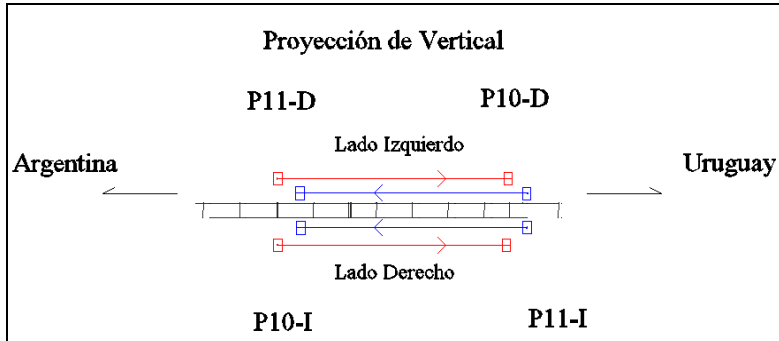 Proyección de Vertical
P11-D
P10-D
Lado Izquierdo
Argentina
Uruguay
Lado Derecho
P10-I
P11-I